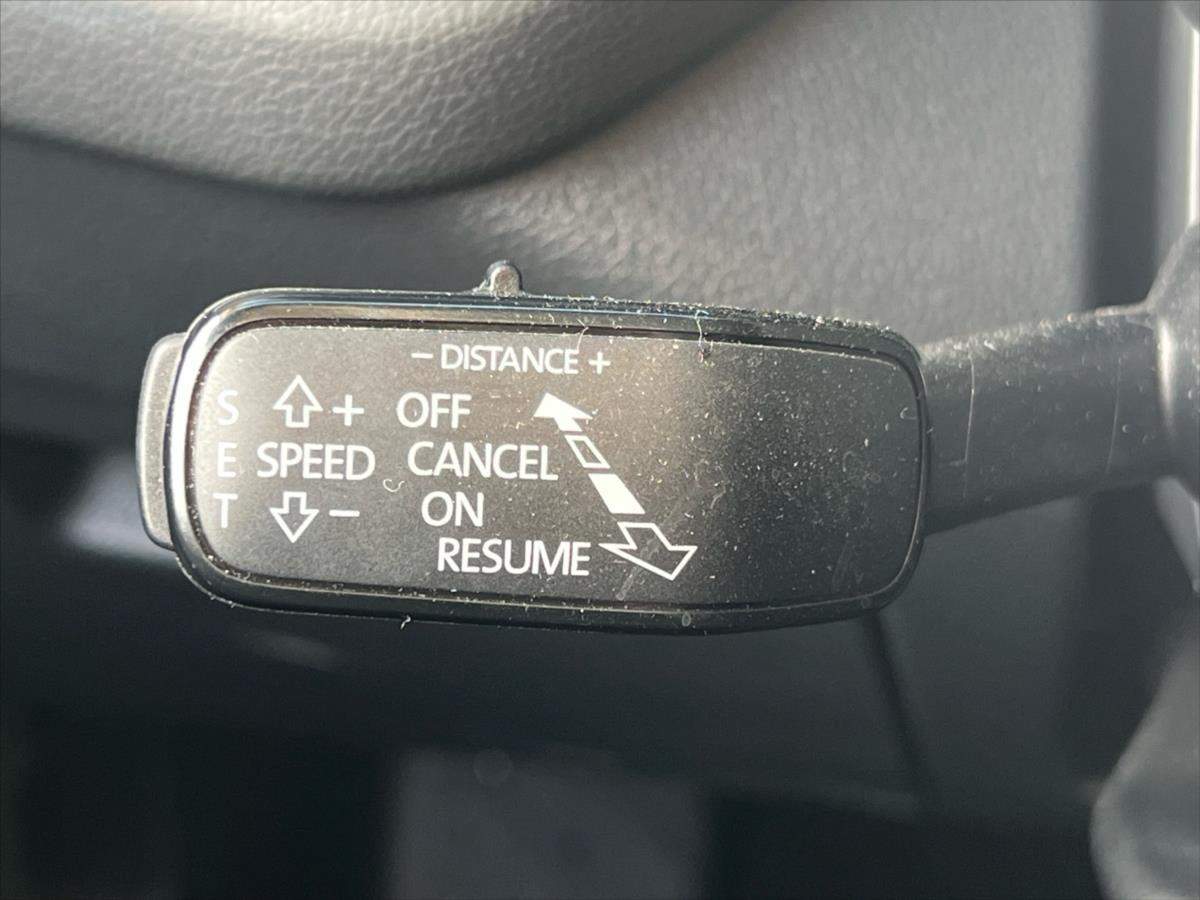 − DISTANCE +
S + OFF
E SPEED CANCEL
T − ON
RESUME